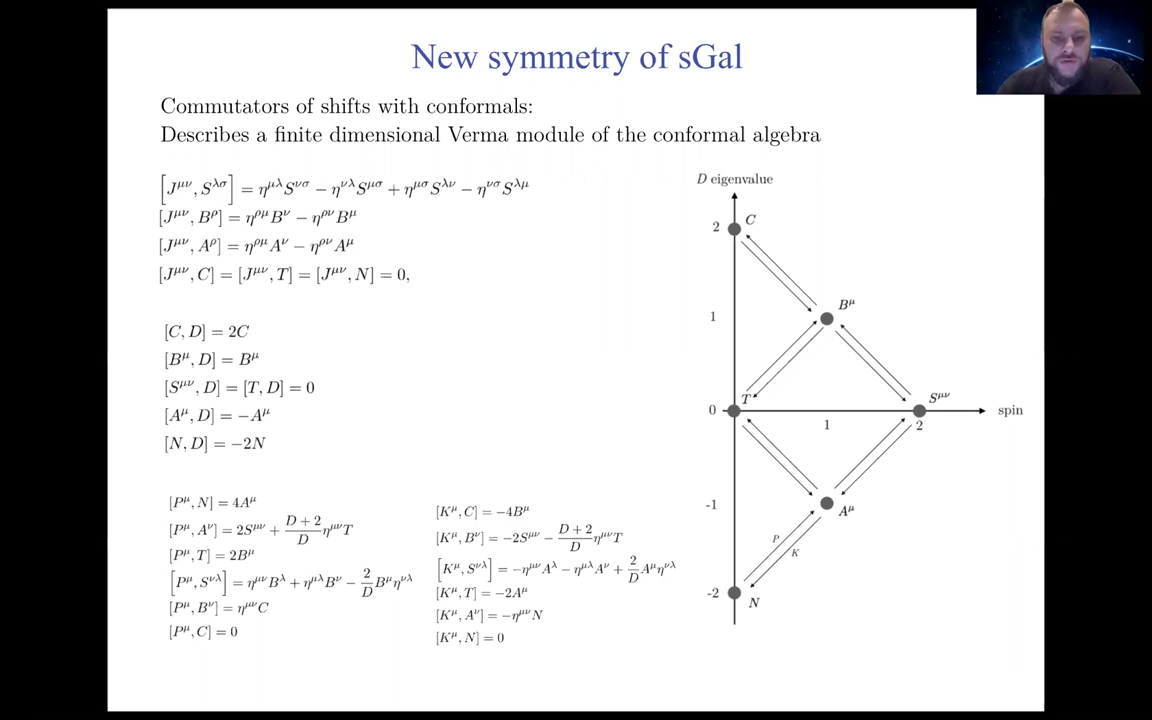 New symmetry of sGal
Commutators of shifts with conformals:
Describes a finite dimensional Verma module of the conformal algebra
[J^{μν}, S^{λσ}] = η^{μλ}S^{νσ} − η^{νλ}S^{μσ} + η^{μσ}S^{λν} − η^{νσ}S^{λμ}
[J^{μν}, B^ρ] = η^{ρμ}B^ν − η^{ρν}B^μ
[J^{μν}, A^ρ] = η^{ρμ}A^ν − η^{ρν}A^μ
[J^{μν}, C] = [J^{μν}, T] = [J^{μν}, N] = 0,
[C, D] = 2C
[B^μ, D] = B^μ
[S^{μν}, D] = [T, D] = 0
[A^μ, D] = −A^μ
[N, D] = −2N
[P^μ, N] = 4A^μ
[P^μ, A^ν] = 2S^{μν} + (D + 2)/D η^{μν}T
[P^μ, T] = 2B^μ
[P^μ, S^{νλ}] = η^{μν}B^λ + η^{μλ}B^ν − 2/D B^μη^{νλ}
[P^μ, B^ν] = η^{μν}C
[P^μ, C] = 0
[K^μ, C] = −4B^μ
[K^μ, B^ν] = −2S^{μν} − (D + 2)/D η^{μν}T
[K^μ, S^{νλ}] = −η^{μν}A^λ − η^{μλ}A^ν + 2/D A^μη^{νλ}
[K^μ, T] = −2A^μ
[K^μ, A^ν] = −η^{μν}N
[K^μ, N] = 0
D eigenvalue
2
C
1
B^μ
0
T
S^{μν}
spin
1
2
-1
A^μ
P
K
-2
N